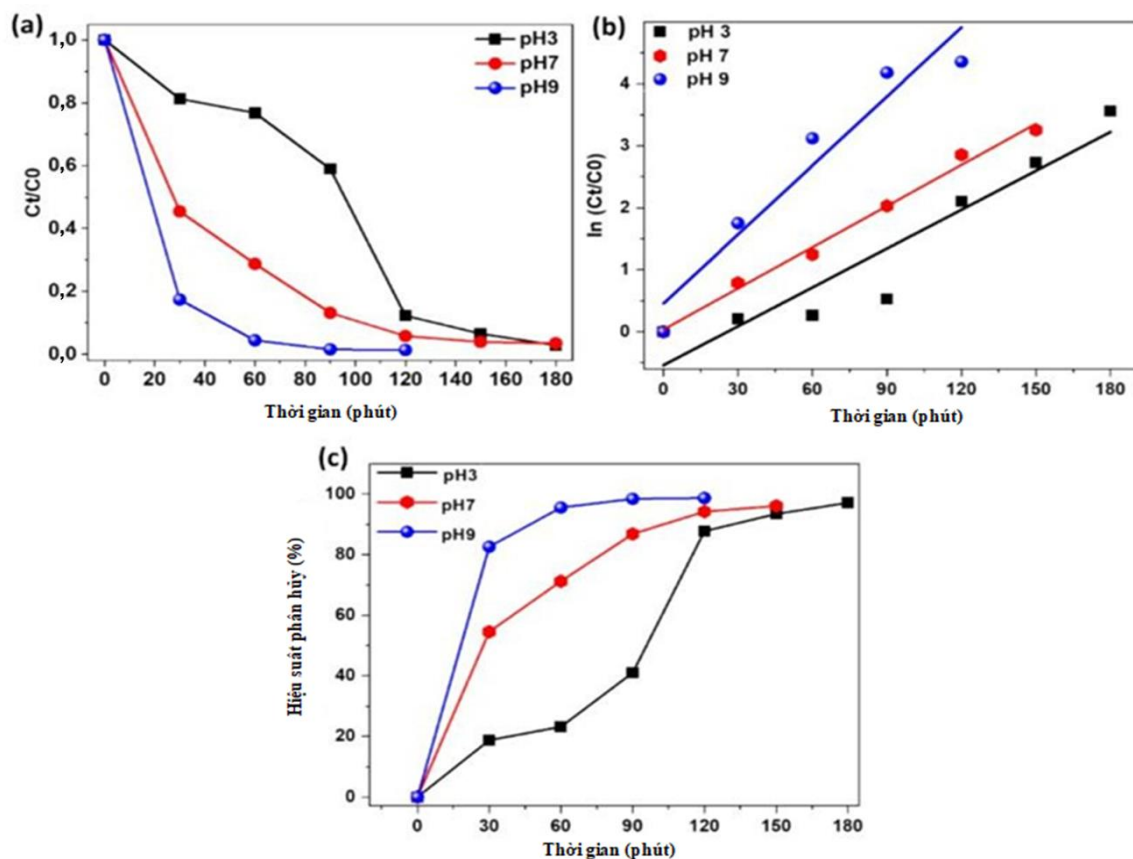 (a)
pH3
pH7
pH9
1,0
0,8
0,6
0,4
0,2
0,0
Ct/C0
0 20 40 60 80 100 120 140 160 180
Thời gian (phút)
(b)
pH 3
pH 7
pH 9
4
3
2
1
0
ln (Ct/C0)
0 30 60 90 120 150 180
Thời gian (phút)
(c)
pH3
pH7
pH9
100
80
60
40
20
0
Hiệu suât phân hủy (%)
0 30 60 90 120 150 180
Thời gian (phút)